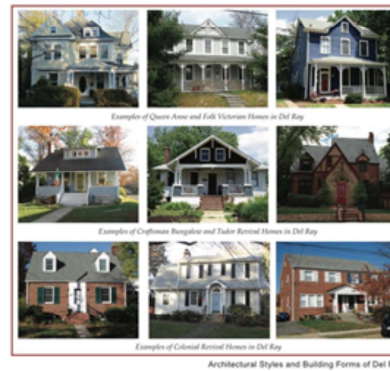 Examples of Queen Anne and Folk Victorian Homes in Del Ray
Examples of Craftsman Bungalow and Tudor Revival Homes in Del Ray
Examples of Colonial Revival Homes in Del Ray
Architectural Styles and Building Forms of Del